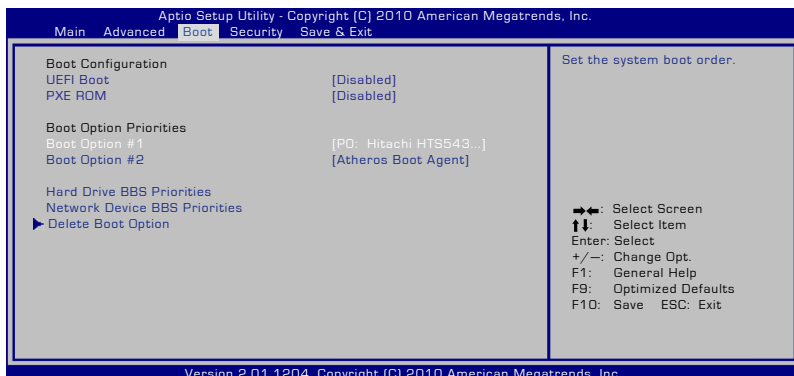 Aptio Setup Utility - Copyright (C) 2010 American Megatrends, Inc.
Main Advanced Boot Security Save & Exit
Boot Configuration
UEFI Boot [Disabled]
PXE ROM [Disabled]
Boot Option Priorities
Boot Option #1 [P0: Hitachi HTS543...]
Boot Option #2 [Atheros Boot Agent]
Hard Drive BBS Priorities
Network Device BBS Priorities
Delete Boot Option
Set the system boot order.
→←: Select Screen
↑↓: Select Item
Enter: Select
+/—: Change Opt.
F1: General Help
F9: Optimized Defaults
F10: Save ESC: Exit
Version 2.01.1204. Copyright (C) 2010 American Megatrends, Inc.